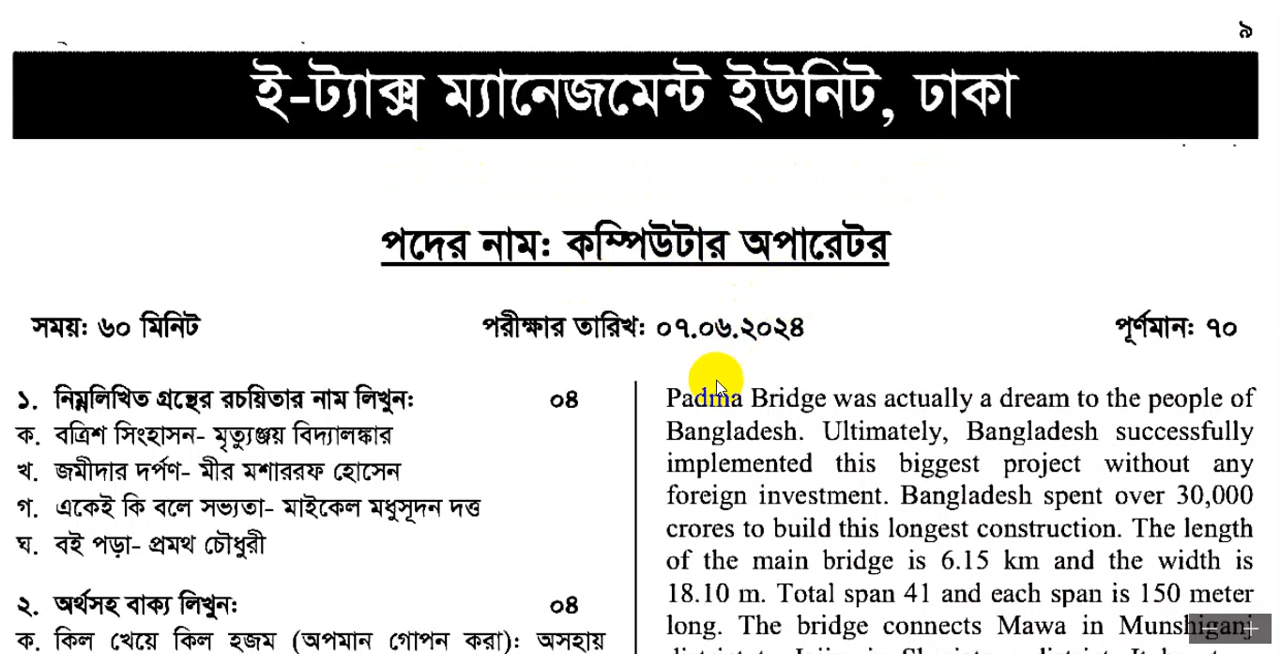 ৯
ই-ট্যাক্স ম্যানেজমেন্ট ইউনিট, ঢাকা
পদের নাম: কম্পিউটার অপারেটর
সময়: ৬০ মিনিট পরীক্ষার তারিখ: ০৭.০৬.২০২৪ পূর্ণমান: ৭০
১. নিম্নলিখিত গ্রন্থের রচয়িতার নাম লিখুন: ০৪
ক. বত্রিশ সিংহাসন- মৃত্যুঞ্জয় বিদ্যালঙ্কার
খ. জমীদার দর্পণ- মীর মশাররফ হোসেন
গ. একেই কি বলে সভ্যতা- মাইকেল মধুসূদন দত্ত
ঘ. বই পড়া- প্রমথ চৌধুরী
২. অর্থসহ বাক্য লিখুন: ০৪
ক. কিল খেয়ে কিল হজম (অপমান গোপন করা): অসহায়
Padma Bridge was actually a dream to the people of
Bangladesh. Ultimately, Bangladesh successfully
implemented this biggest project without any
foreign investment. Bangladesh spent over 30,000
crores to build this longest construction. The length
of the main bridge is 6.15 km and the width is
18.10 m. Total span 41 and each span is 150 meter
long. The bridge connects Mawa in Munshiganj